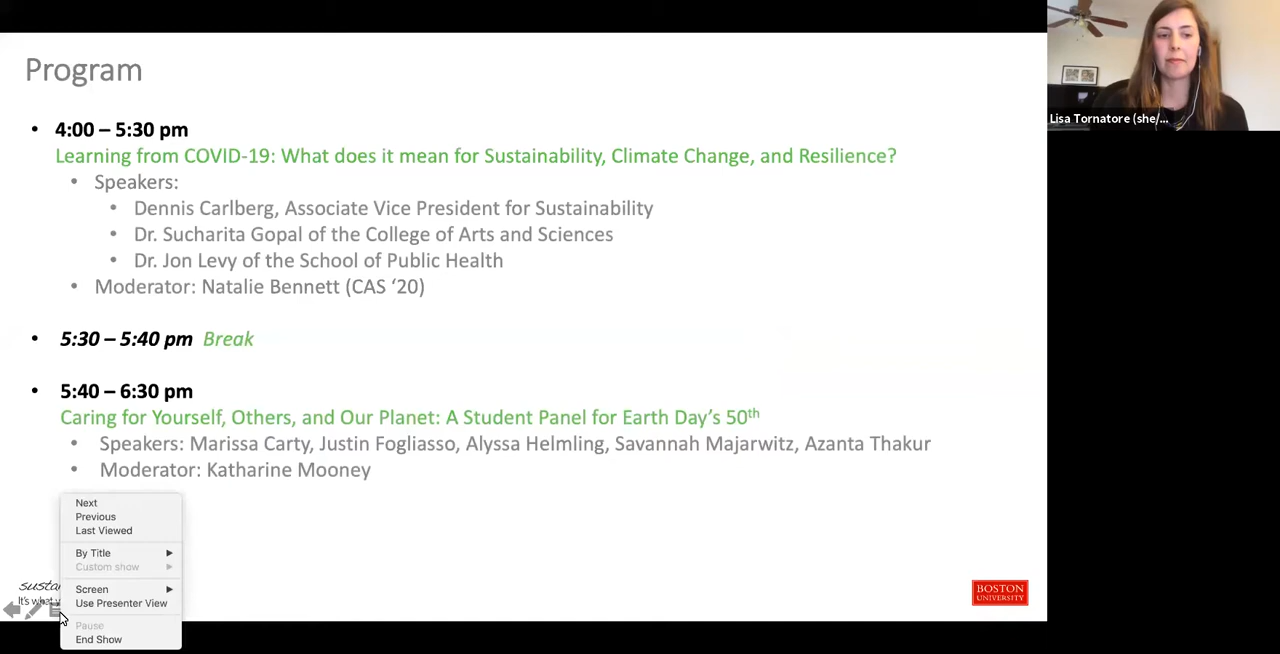 Program
• 4:00 – 5:30 pm
Learning from COVID-19: What does it mean for Sustainability, Climate Change, and Resilience?
• Speakers:
• Dennis Carlberg, Associate Vice President for Sustainability
• Dr. Sucharita Gopal of the College of Arts and Sciences
• Dr. Jon Levy of the School of Public Health
• Moderator: Natalie Bennett (CAS ‘20)
• 5:30 – 5:40 pm Break
• 5:40 – 6:30 pm
Caring for Yourself, Others, and Our Planet: A Student Panel for Earth Day’s 50th
• Speakers: Marissa Carty, Justin Fogliasso, Alyssa Helmling, Savannah Majarwitz, Azanta Thakur
• Moderator: Katharine Mooney
Next
Previous
Last Viewed
By Title
Custom show
Screen
Use Presenter View
Pause
End Show
It's what
BOSTON
UNIVERSITY
Lisa Tornatore (she/...